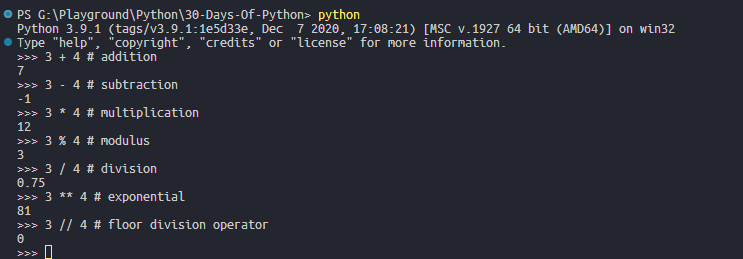 PS G:\Playground\Python\30-Days-Of-Python> python
Python 3.9.1 (tags/v3.9.1:1e5d33e, Dec  7 2020, 17:08:21) [MSC v.1927 64 bit (AMD64)] on win32
Type "help", "copyright", "credits" or "license" for more information.
>>> 3 + 4 # addition
7
>>> 3 - 4 # subtraction
-1
>>> 3 * 4 # multiplication
12
>>> 3 % 4 # modulus
3
>>> 3 / 4 # division
0.75
>>> 3 ** 4 # exponential
81
>>> 3 // 4 # floor division operator
0
>>>